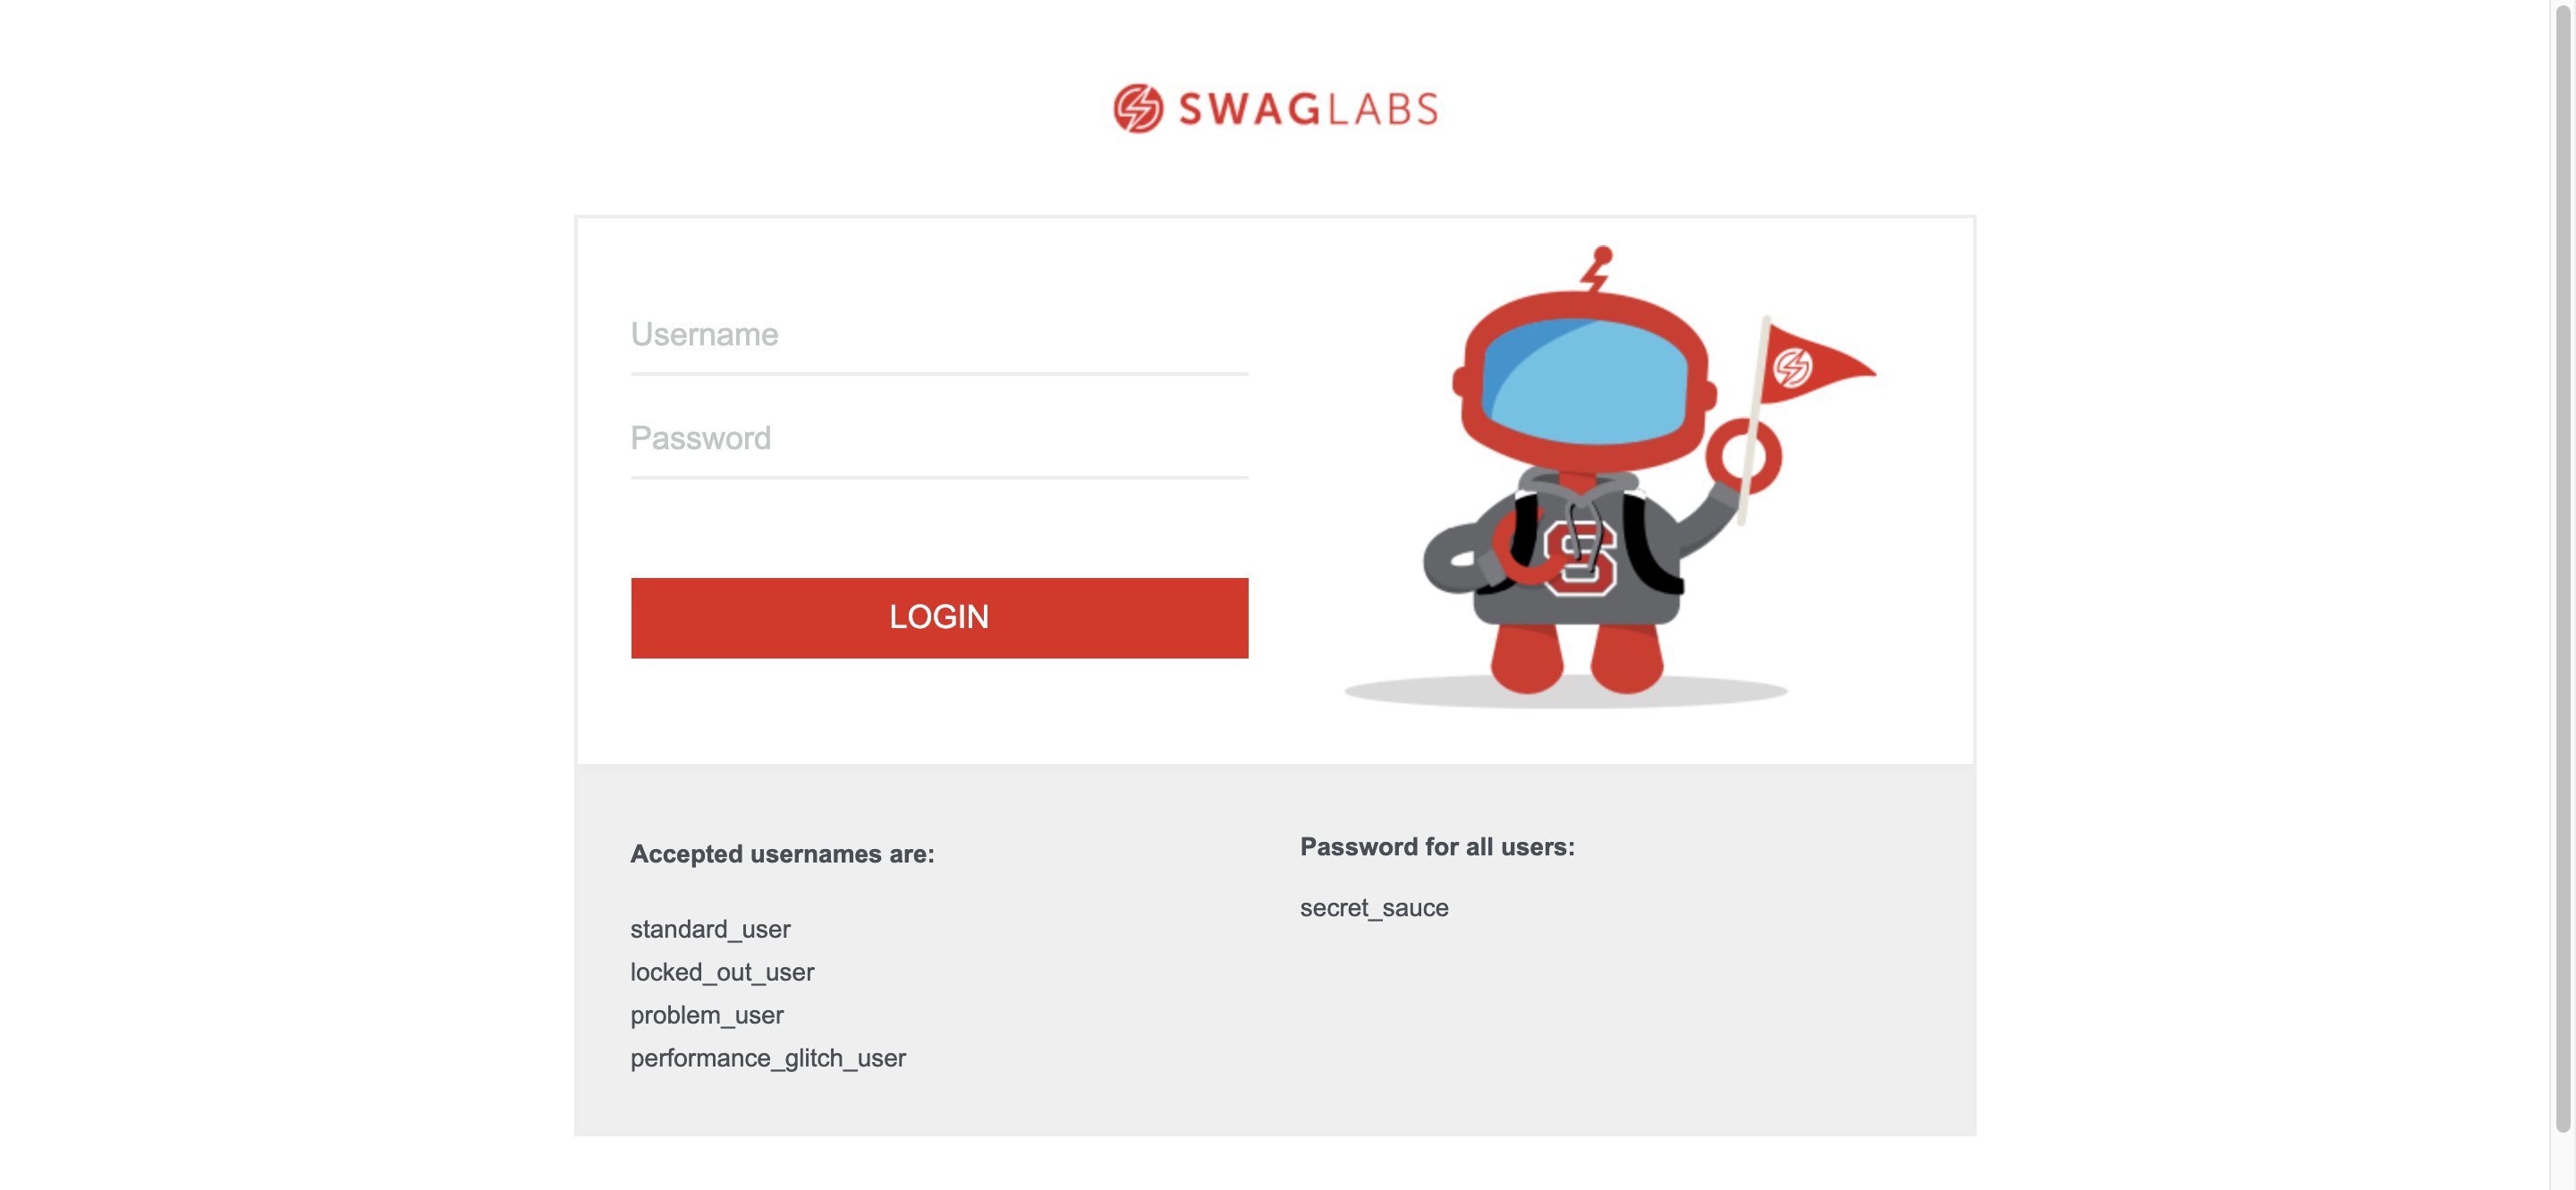 SWAGLABS
Username
Password
LOGIN
S
Accepted usernames are:
standard_user
locked_out_user
problem_user
performance_glitch_user
Password for all users:
secret_sauce